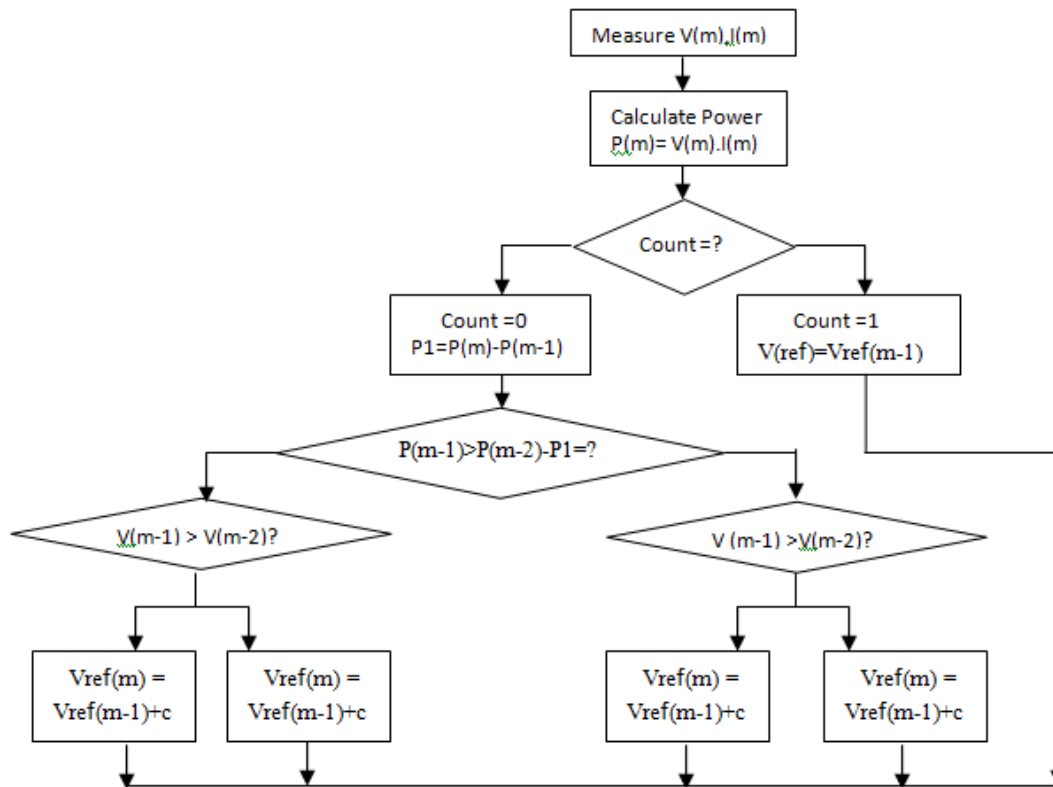 Measure V(m),I(m)
Calculate Power
P(m)= V(m).I(m)
Count =?
Count =0
P1=P(m)-P(m-1)
Count =1
V(ref)=Vref(m-1)
P(m-1)>P(m-2)-P1=?
V(m-1) > V(m-2)?
V (m-1) >V(m-2)?
Vref(m) =
Vref(m-1)+c
Vref(m) =
Vref(m-1)+c
Vref(m) =
Vref(m-1)+c
Vref(m) =
Vref(m-1)+c